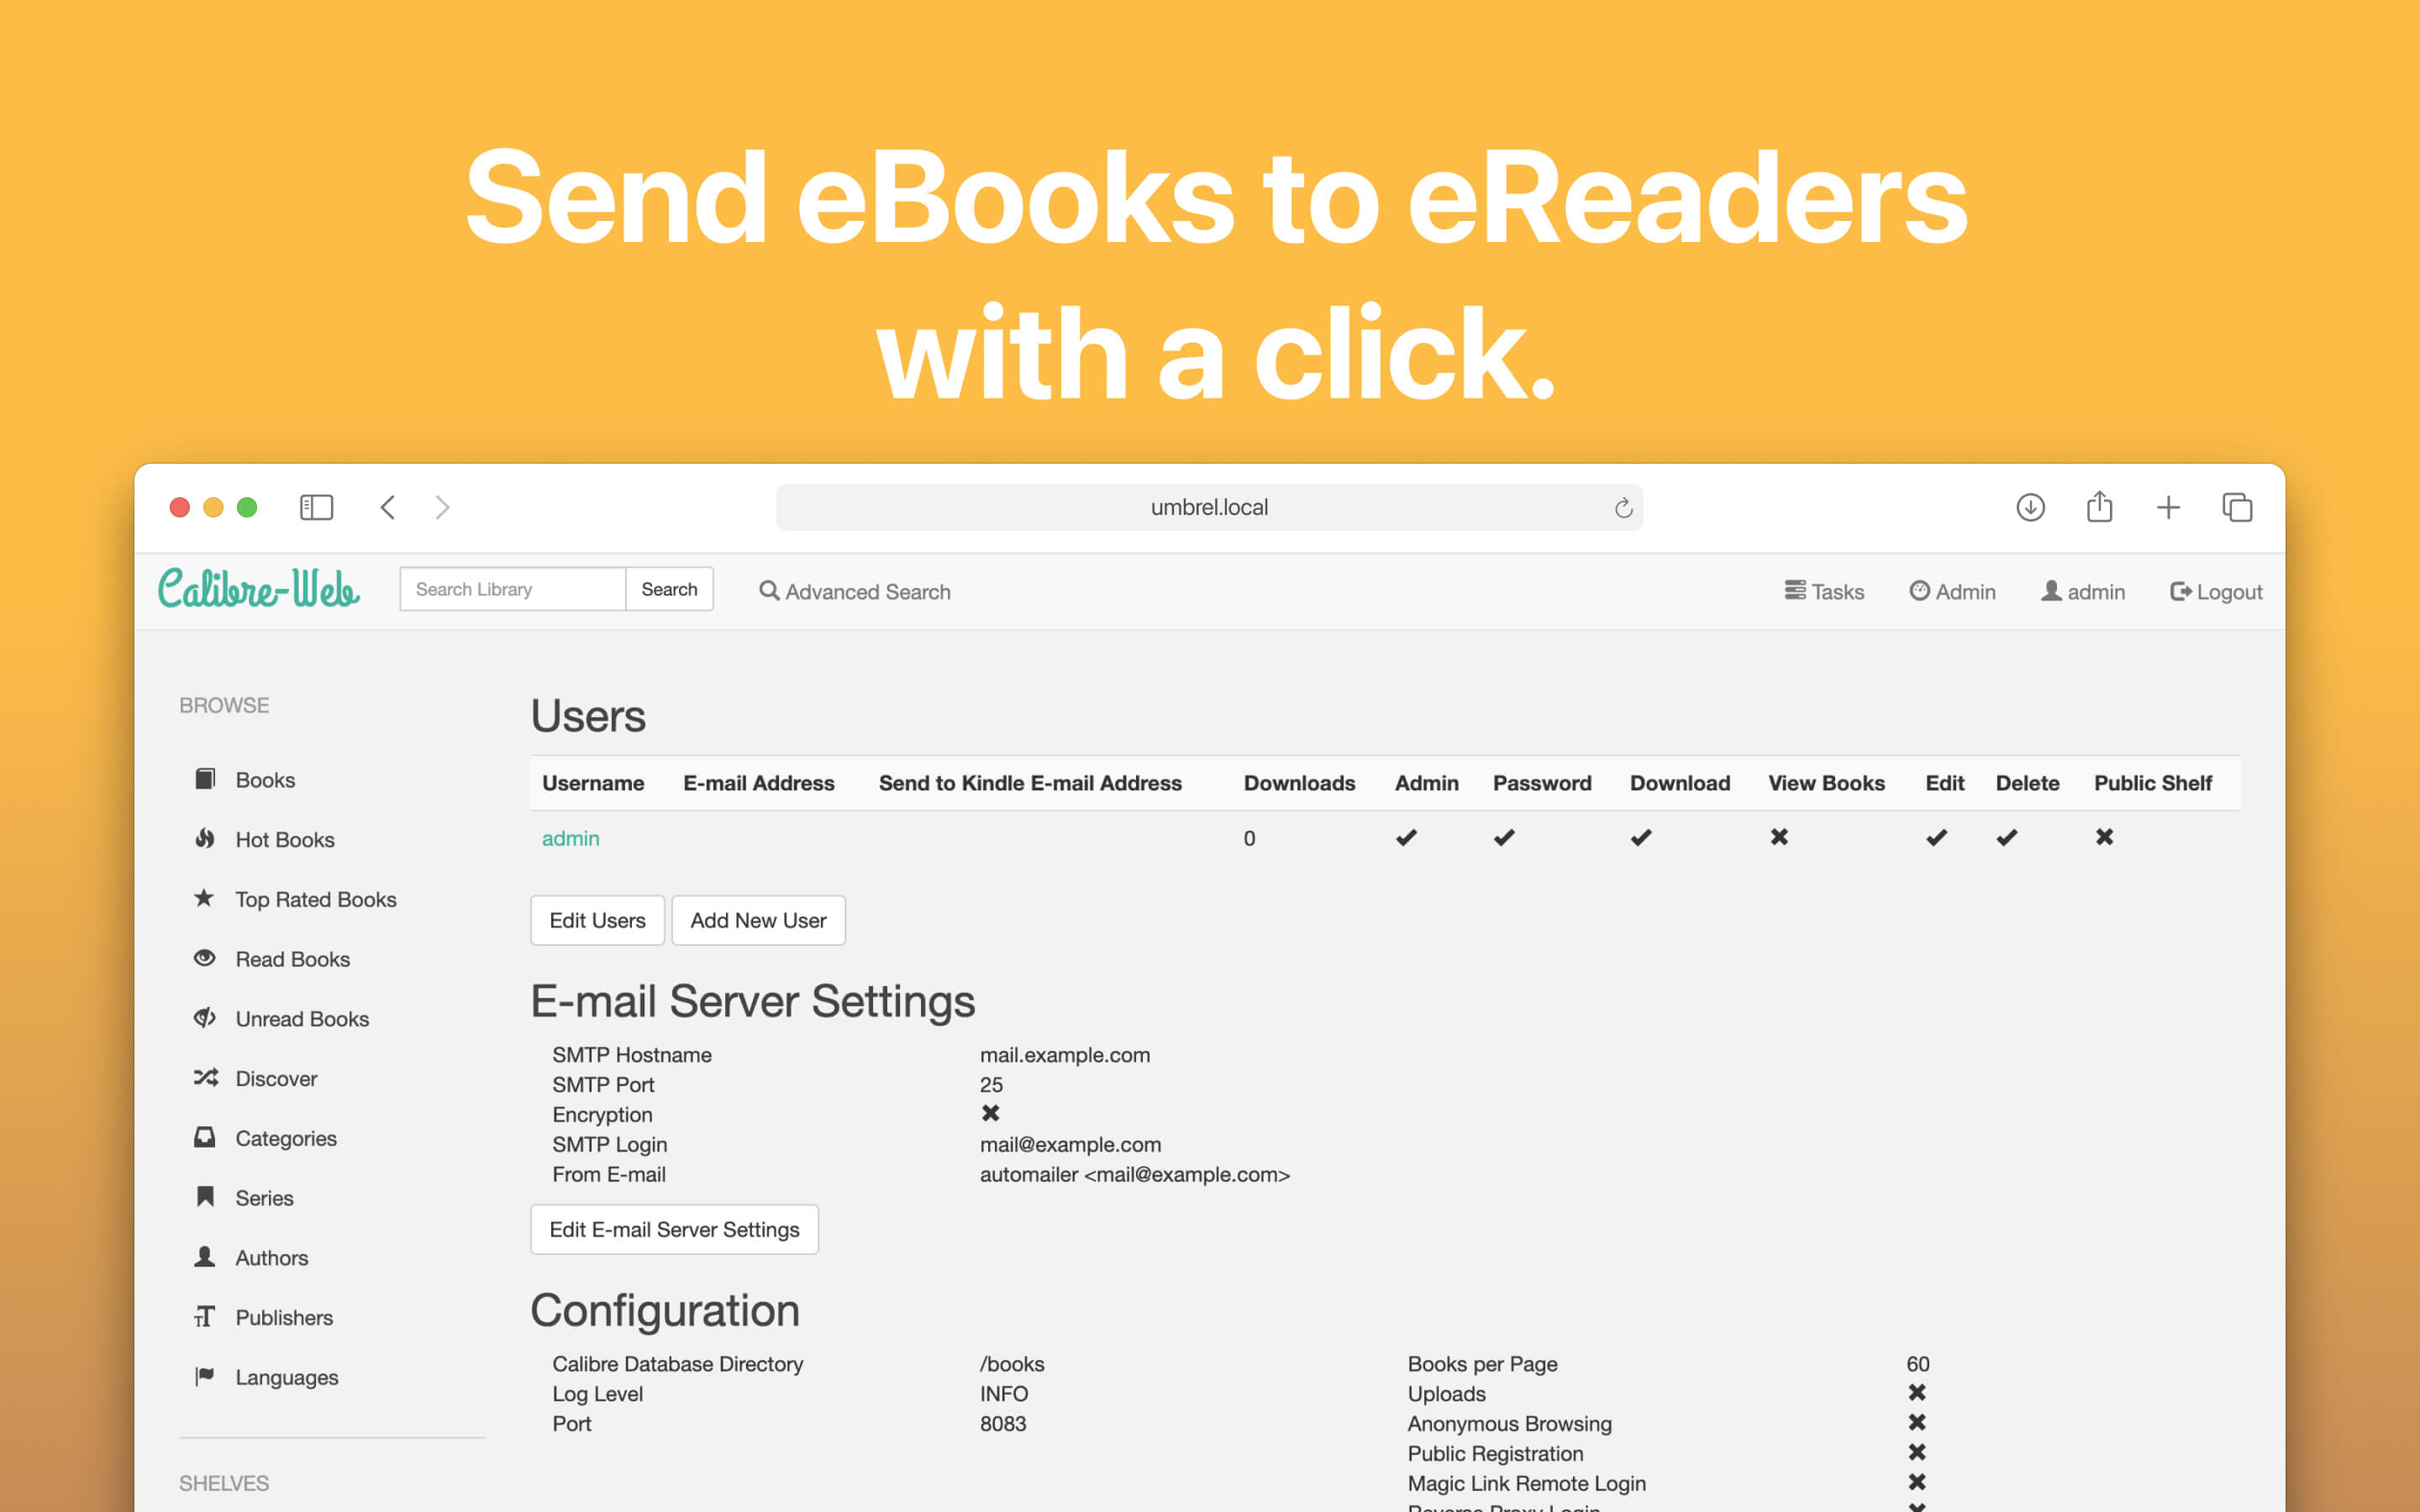 Send eBooks to eReaders
with a click.
umbrel.local
Calibre-Web
Search Library
Search
Advanced Search
Tasks
Admin
admin
Logout
BROWSE
Books
Hot Books
Top Rated Books
Read Books
Unread Books
Discover
Categories
Series
Authors
Publishers
Languages
SHELVES
Users
Username E-mail Address Send to Kindle E-mail Address Downloads Admin Password Download View Books Edit Delete Public Shelf
admin 0
Edit Users
Add New User
E-mail Server Settings
SMTP Hostname mail.example.com
SMTP Port 25
Encryption
SMTP Login mail@example.com
From E-mail automailer <mail@example.com>
Edit E-mail Server Settings
Configuration
Calibre Database Directory /books
Log Level INFO
Port 8083
Books per Page 60
Uploads
Anonymous Browsing
Public Registration
Magic Link Remote Login
Reverse Proxy Login